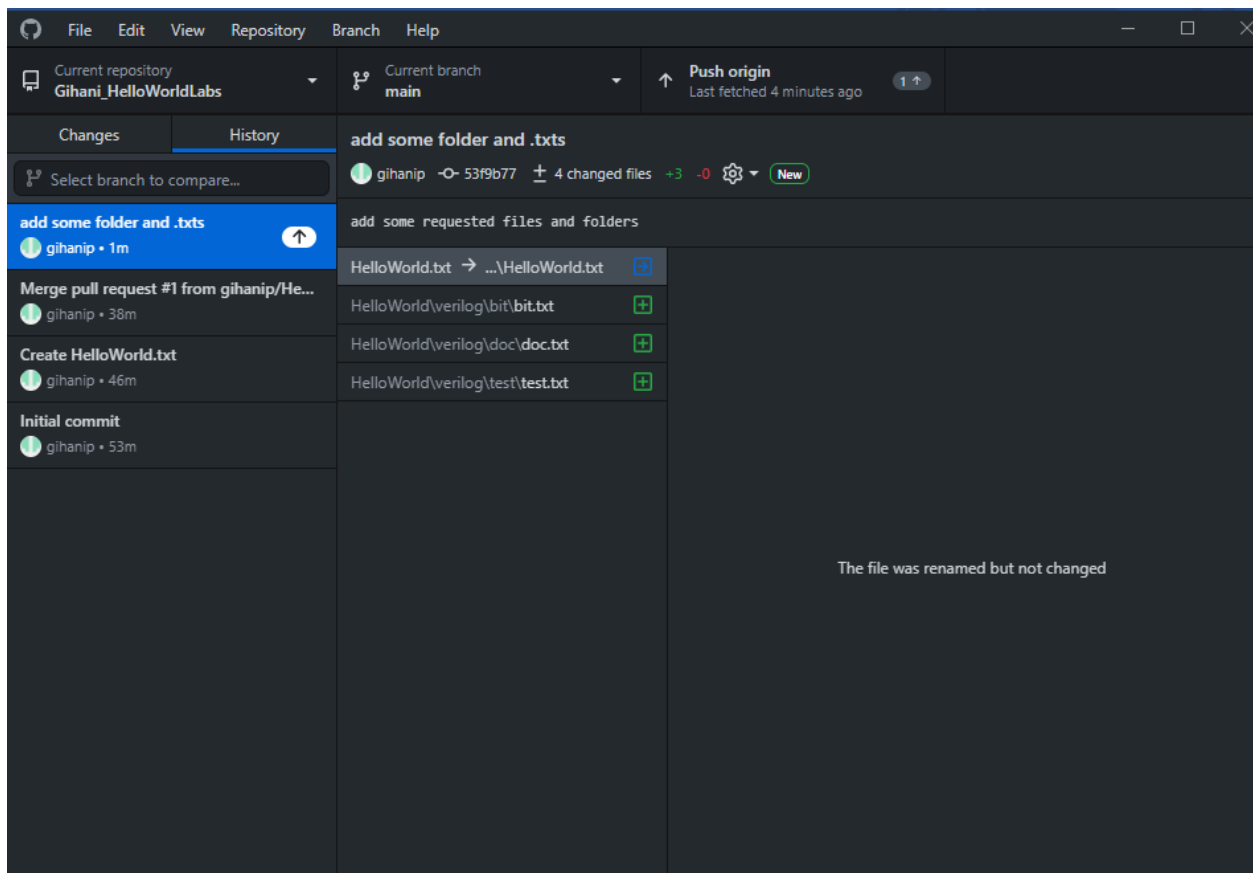 File Edit View Repository Branch Help
Current repository
Gihani_HelloWorldLabs
Current branch
main
Push origin
Last fetched 4 minutes ago
1
Changes History
Select branch to compare...
add some folder and .txts
gihanip • 1m
Merge pull request #1 from gihanip/He...
gihanip • 38m
Create HelloWorld.txt
gihanip • 46m
Initial commit
gihanip • 53m
add some folder and .txts
gihanip 53f9b77 4 changed files +3 -0 New
add some requested files and folders
HelloWorld.txt → ...\HelloWorld.txt
HelloWorld\verilog\bit\bit.txt
HelloWorld\verilog\doc\doc.txt
HelloWorld\verilog\test\test.txt
The file was renamed but not changed